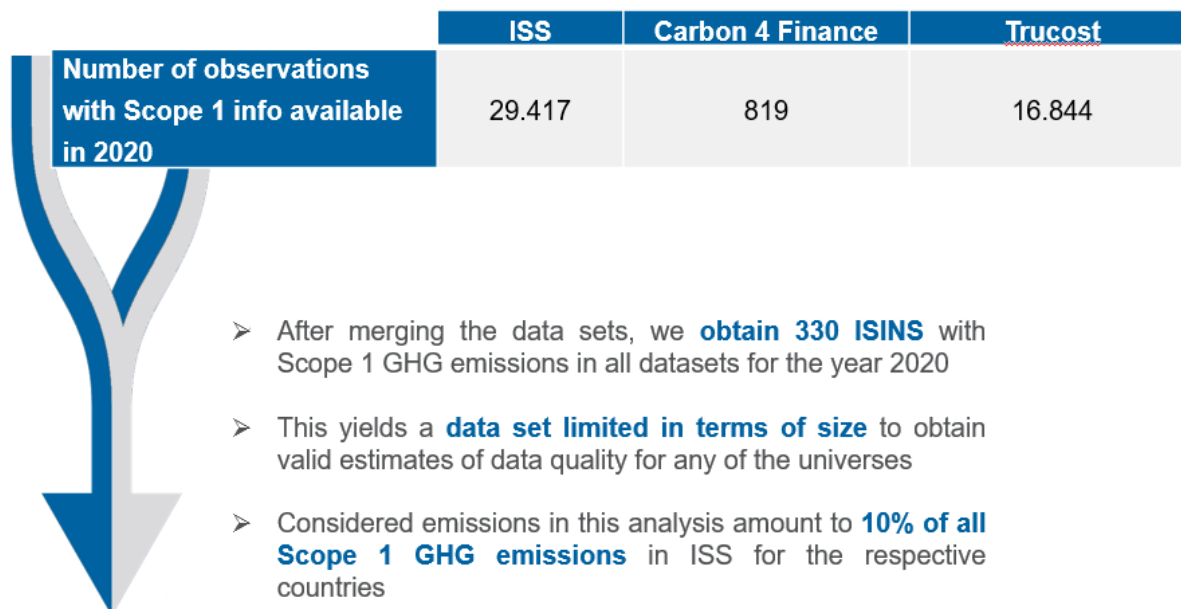 ISS Carbon 4 Finance Trucost
Number of observations
with Scope 1 info available
in 2020
29.417 819 16.844
➢ After merging the data sets, we obtain 330 ISINS with
Scope 1 GHG emissions in all datasets for the year 2020
➢ This yields a data set limited in terms of size to obtain
valid estimates of data quality for any of the universes
➢ Considered emissions in this analysis amount to 10% of all
Scope 1 GHG emissions in ISS for the respective
countries